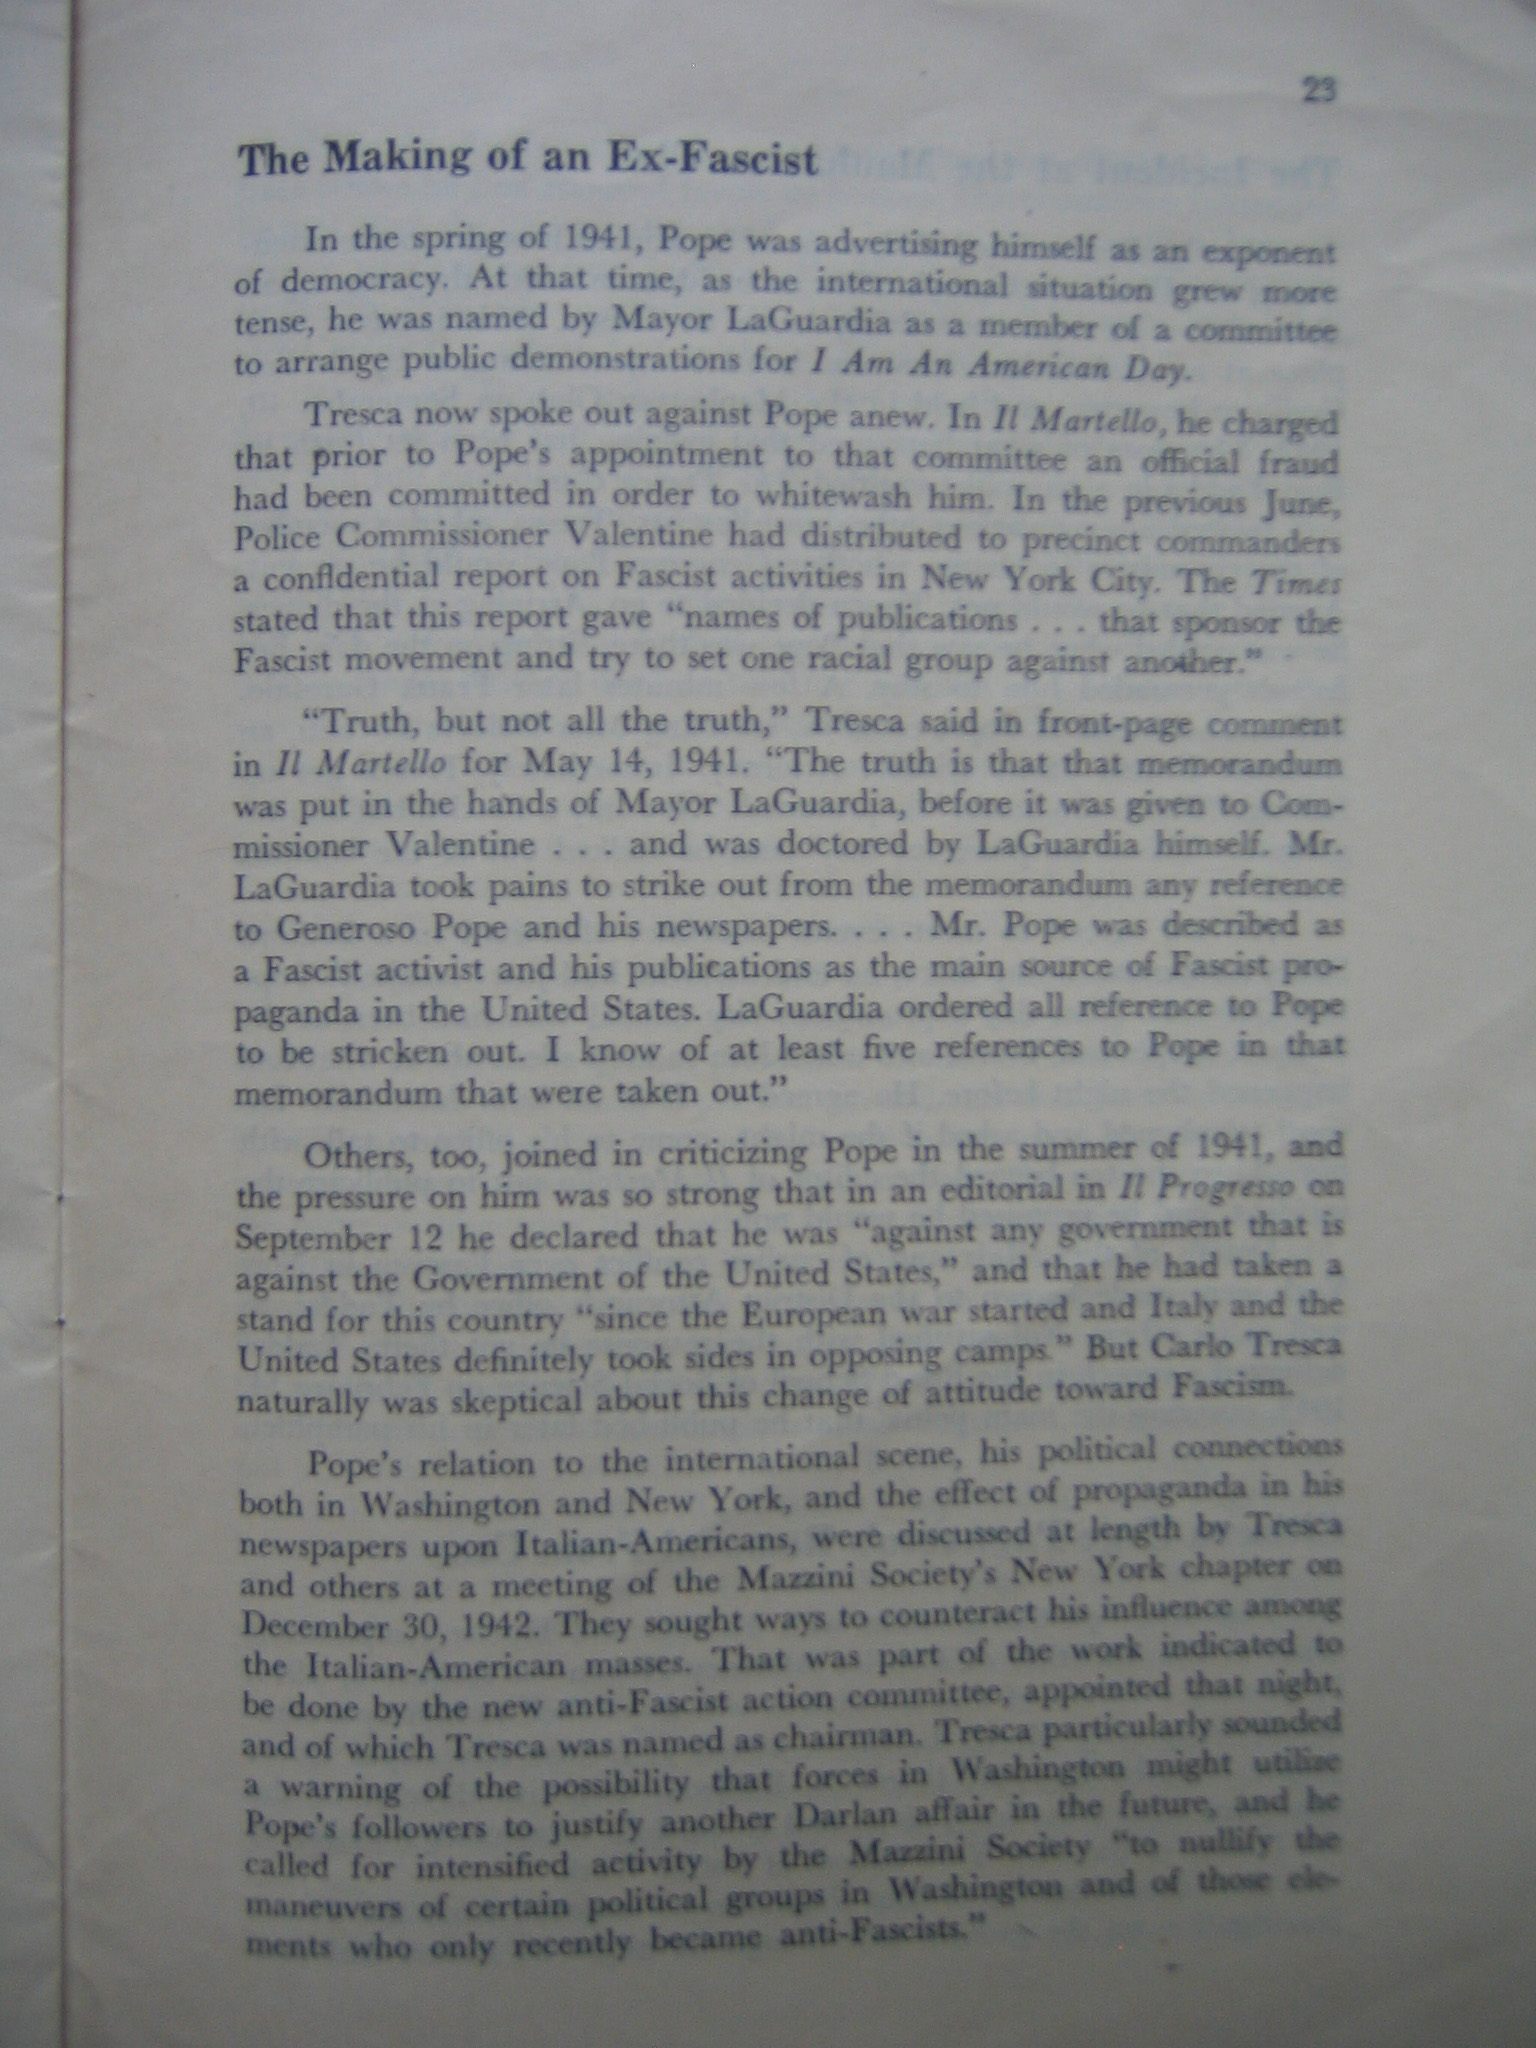 23
The Making of an Ex-Fascist
In the spring of 1941, Pope was advertising himself as an exponent
of democracy. At that time, as the international situation grew more
tense, he was named by Mayor LaGuardia as a member of a committee
to arrange public demonstrations for I Am An American Day.
Tresca now spoke out against Pope anew. In Il Martello, he charged
that prior to Pope's appointment to that committee an official fraud
had been committed in order to whitewash him. In the previous June,
Police Commissioner Valentine had distributed to precinct commanders
a confidential report on Fascist activities in New York City. The Times
stated that this report gave “names of publications . . . that sponsor the
Fascist movement and try to set one racial group against another.”
“Truth, but not all the truth,” Tresca said in front-page comment
in Il Martello for May 14, 1941. “The truth is that that memorandum
was put in the hands of Mayor LaGuardia, before it was given to Com-
missioner Valentine . . . and was doctored by LaGuardia himself. Mr.
LaGuardia took pains to strike out from the memorandum any reference
to Generoso Pope and his newspapers. . . . Mr. Pope was described as
a Fascist activist and his publications as the main source of Fascist pro-
paganda in the United States. LaGuardia ordered all reference to Pope
to be stricken out. I know of at least five references to Pope in that
memorandum that were taken out.”
Others, too, joined in criticizing Pope in the summer of 1941, and
the pressure on him was so strong that in an editorial in Il Progresso on
September 12 he declared that he was “against any government that is
against the Government of the United States,” and that he had taken a
stand for this country “since the European war started and Italy and the
United States definitely took sides in opposing camps.” But Carlo Tresca
naturally was skeptical about this change of attitude toward Fascism.
Pope's relation to the international scene, his political connections
both in Washington and New York, and the effect of propaganda in his
newspapers upon Italian-Americans, were discussed at length by Tresca
and others at a meeting of the Mazzini Society's New York chapter on
December 30, 1942. They sought ways to counteract his influence among
the Italian-American masses. That was part of the work indicated to
be done by the new anti-Fascist action committee, appointed that night,
and of which Tresca was named as chairman. Tresca particularly sounded
a warning of the possibility that forces in Washington might utilize
Pope's followers to justify another Darlan affair in the future, and he
called for intensified activity by the Mazzini Society “to nullify the
maneuvers of certain political groups in Washington and of those ele-
ments who only recently became anti-Fascists.”